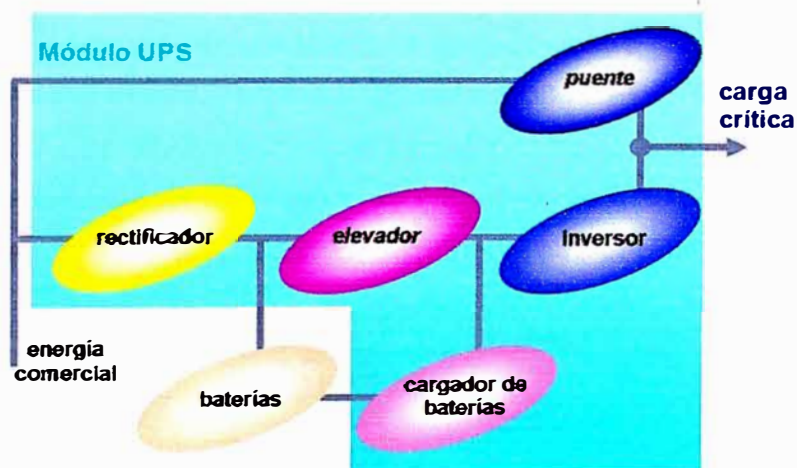 Módulo UPS
puente
carga
crítica
rectificador
elevador
Inversor
energía
comercial
baterías
cargador de
baterías